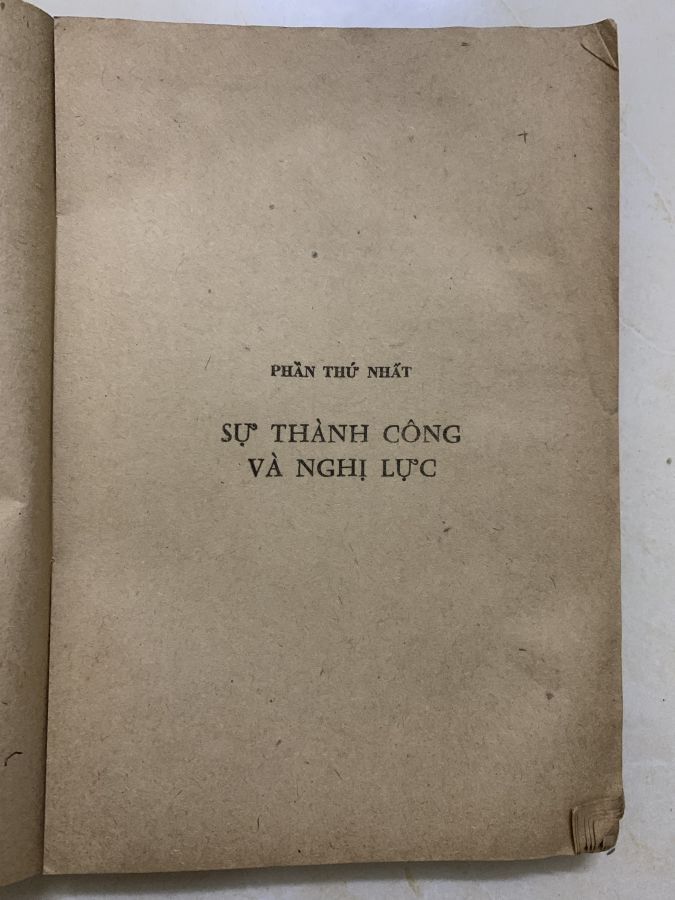 PHẦN THỨ NHẤT
SỰ THÀNH CÔNG
VÀ NGHỊ LỰC